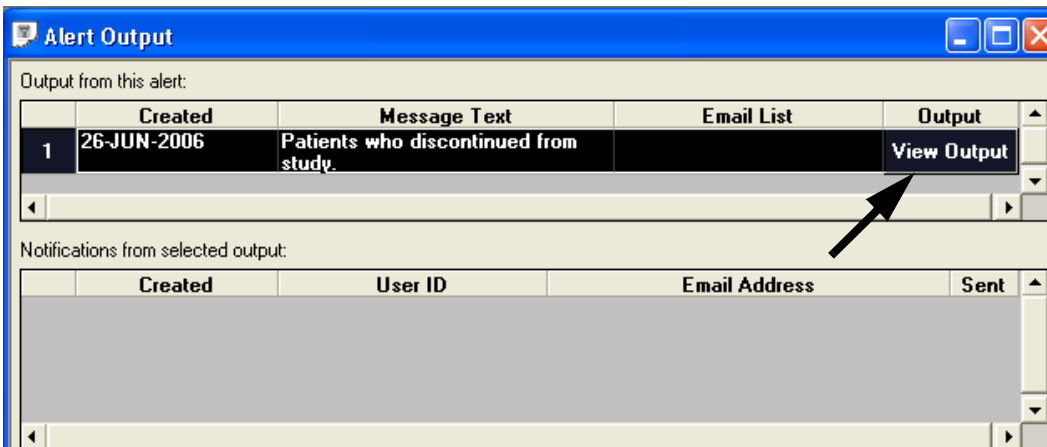 Alert Output
Output from this alert:
Created Message Text Email List Output
1 26-JUN-2006 Patients who discontinued from View Output
study.
Notifications from selected output:
Created User ID Email Address Sent